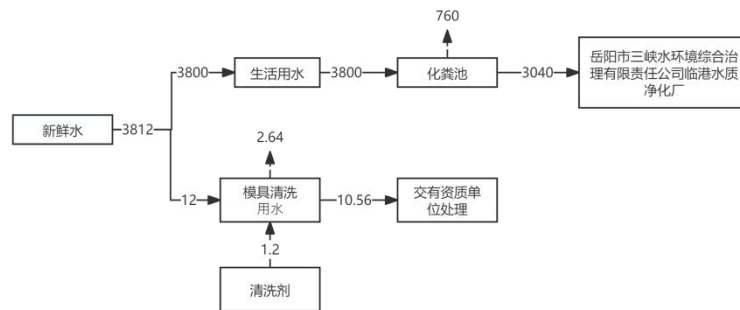 760
3800
生活用水
3800
化粪池
3040
岳阳市三峡水环境综合治
理有限责任公司临港水质
净化厂
新鲜水
3812
2.64
12
模具清洗
用水
10.56
交有资质单
位处理
1.2
清洗剂